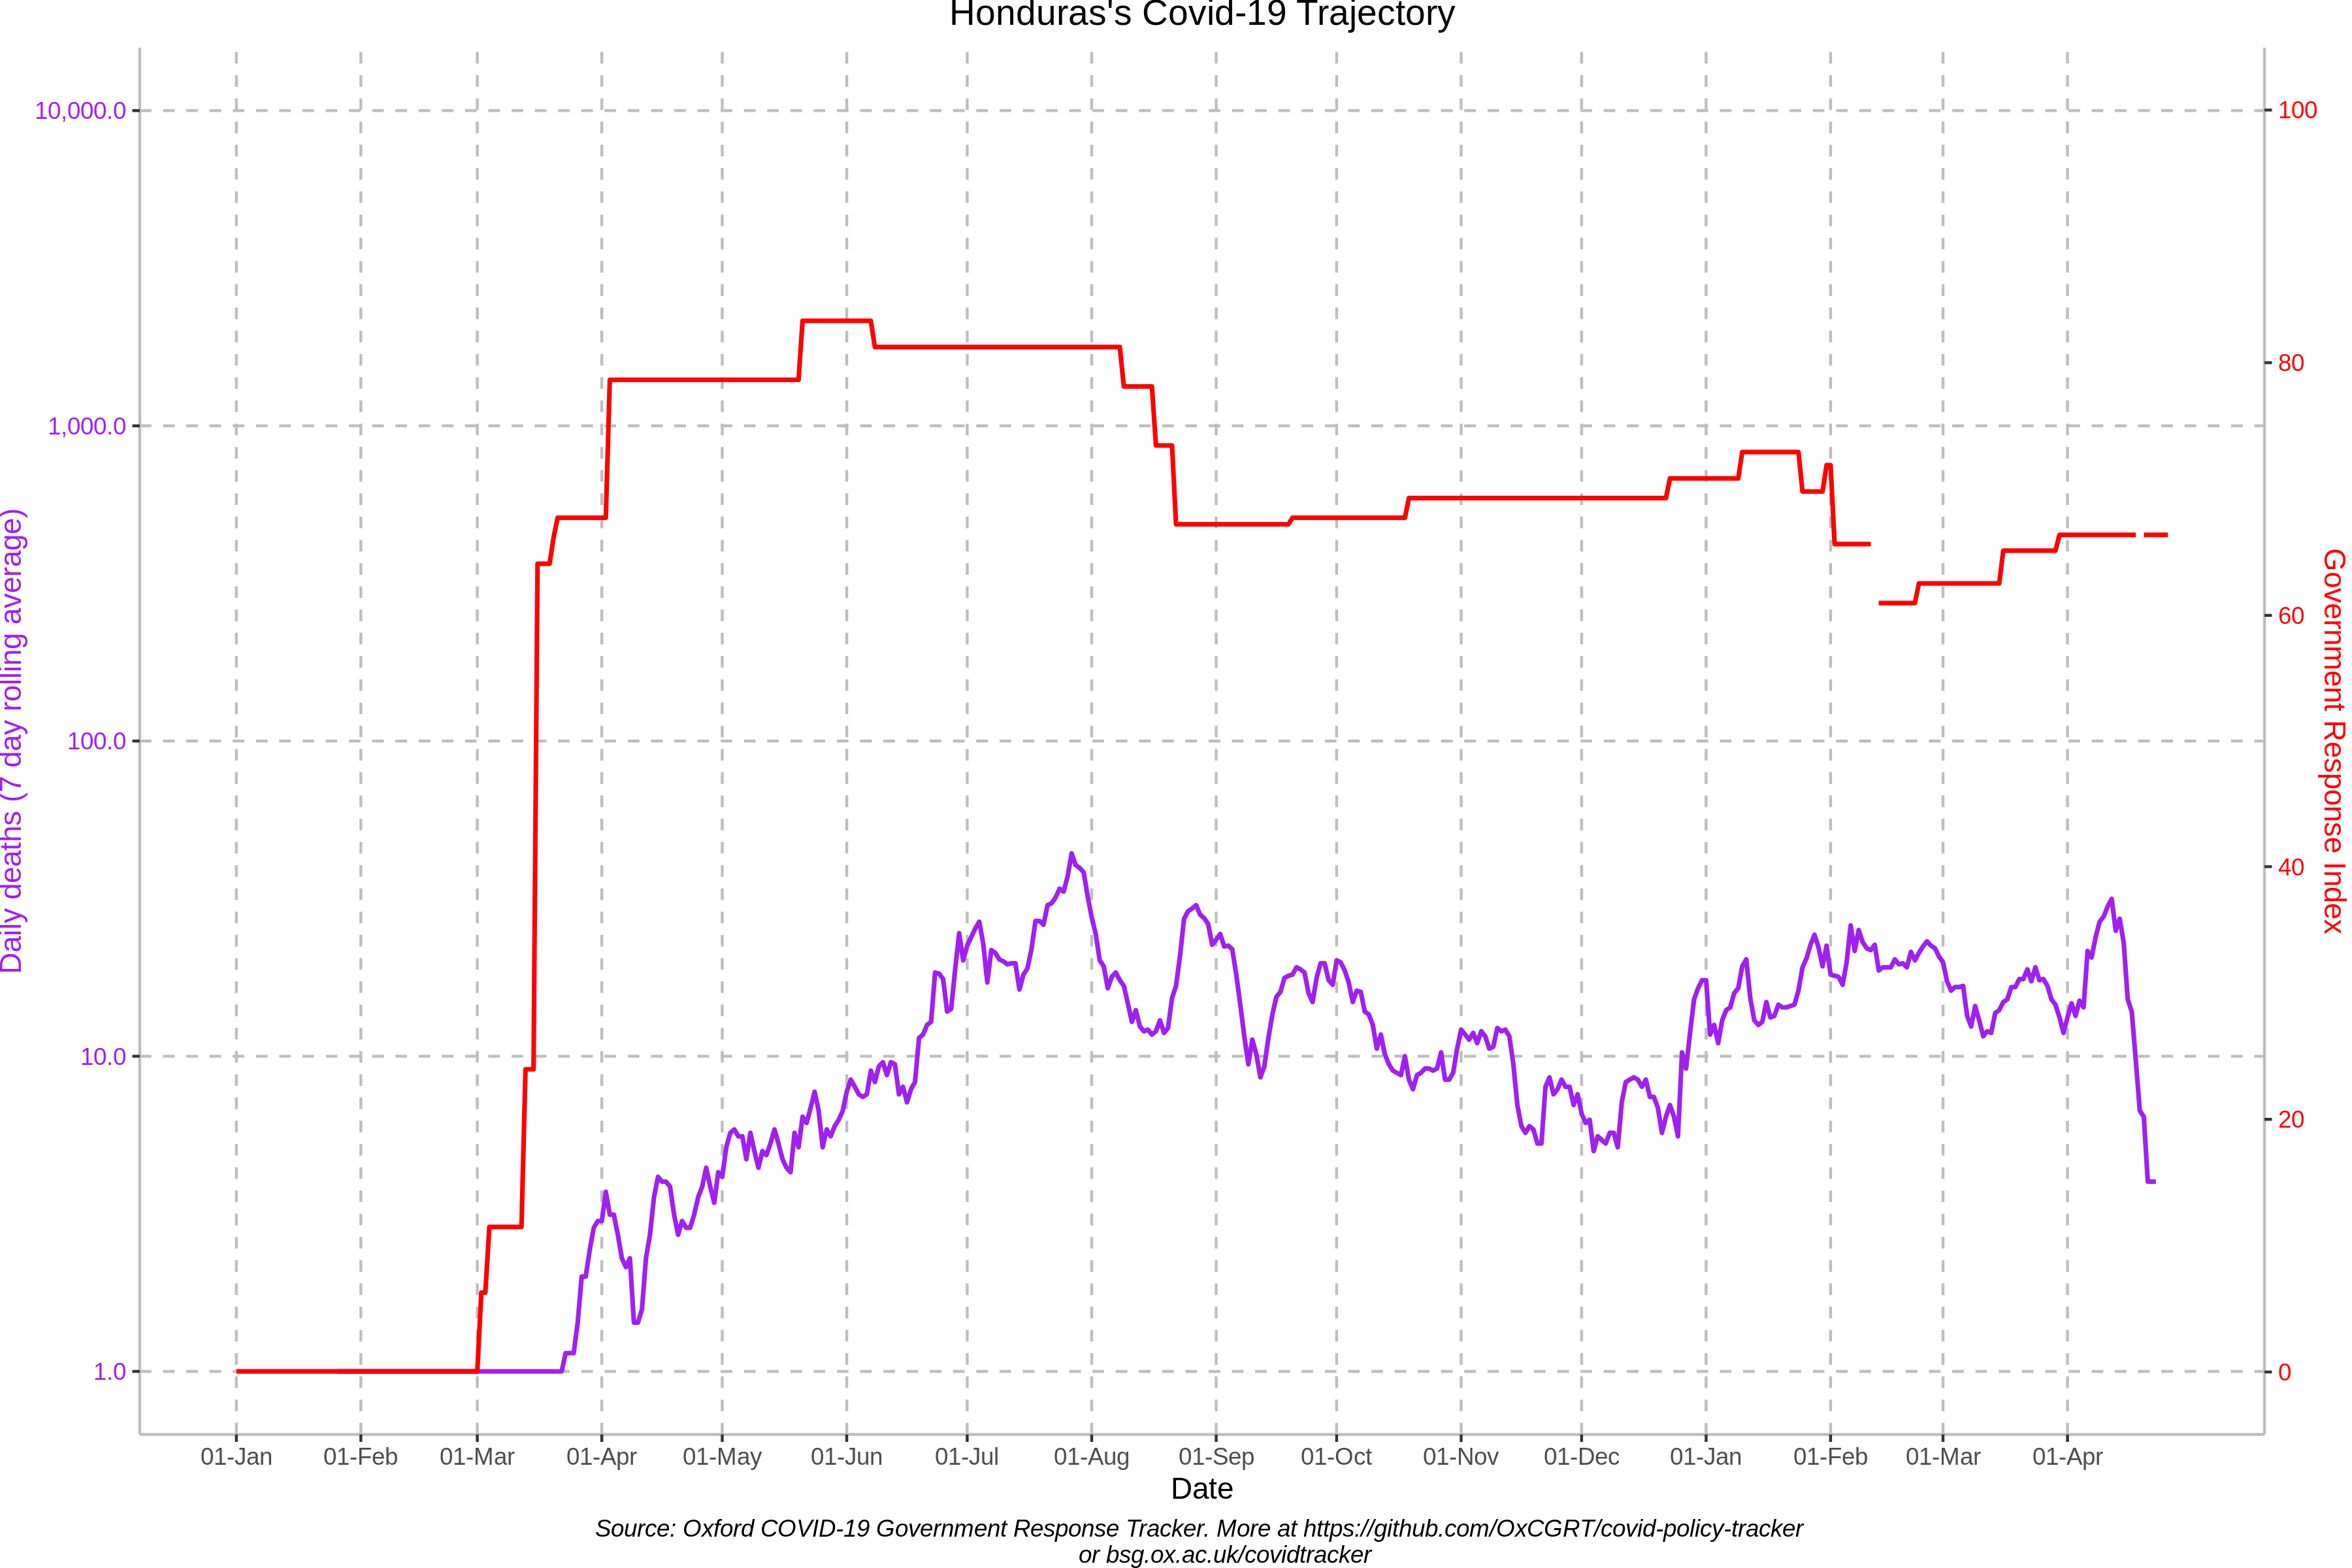 Honduras's Covid-19 Trajectory
10,000.0
1,000.0
100.0
10.0
1.0
Daily deaths (7 day rolling average)
100
80
60
40
20
0
Government Response Index
01-Jan 01-Feb 01-Mar 01-Apr 01-May 01-Jun 01-Jul 01-Aug 01-Sep 01-Oct 01-Nov 01-Dec 01-Jan 01-Feb 01-Mar 01-Apr
Date
Source: Oxford COVID-19 Government Response Tracker. More at https://github.com/OxCGRT/covid-policy-tracker
or bsg.ox.ac.uk/covidtracker